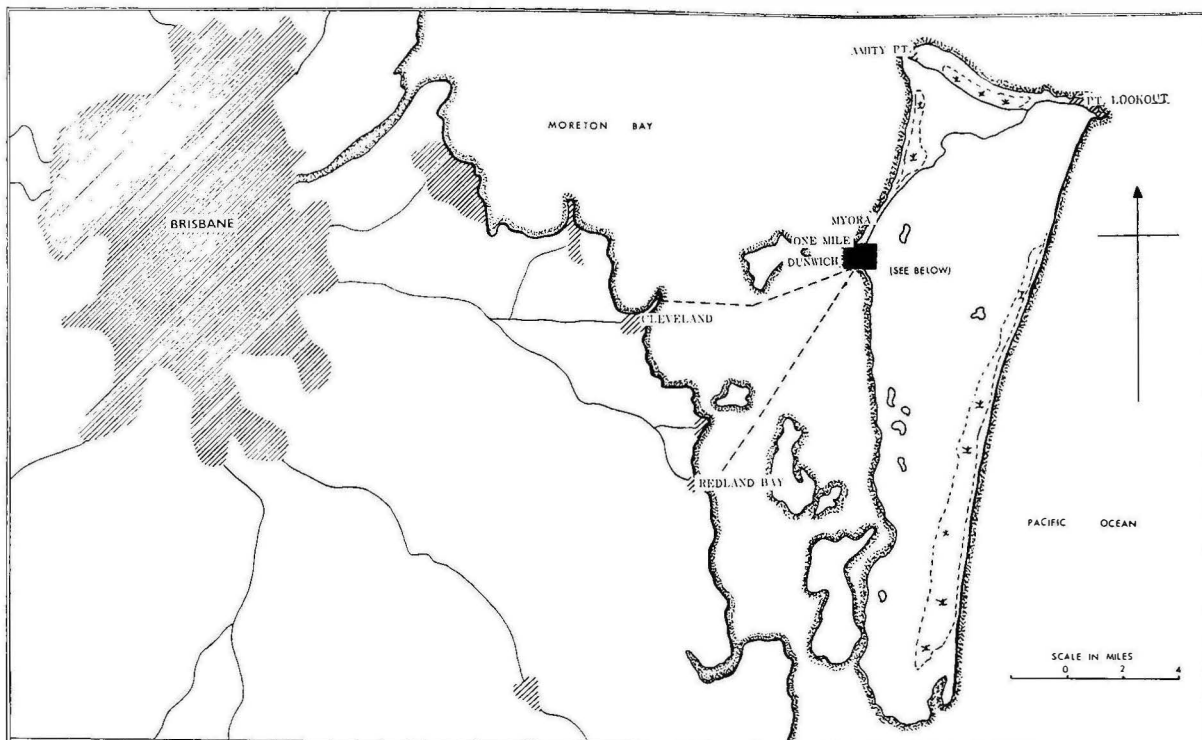 AMITY PT.
PT. LOOKOUT
MORETON BAY
BRISBANE
MYORA
ONE MILE
DUNWICH
(SEE BELOW)
CLEVELAND
REDLAND BAY
PACIFIC OCEAN
SCALE IN MILES
0 2 4